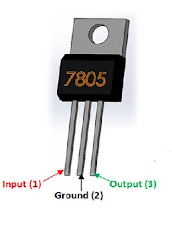 7805
Input (1)
Ground (2)
Output (3)